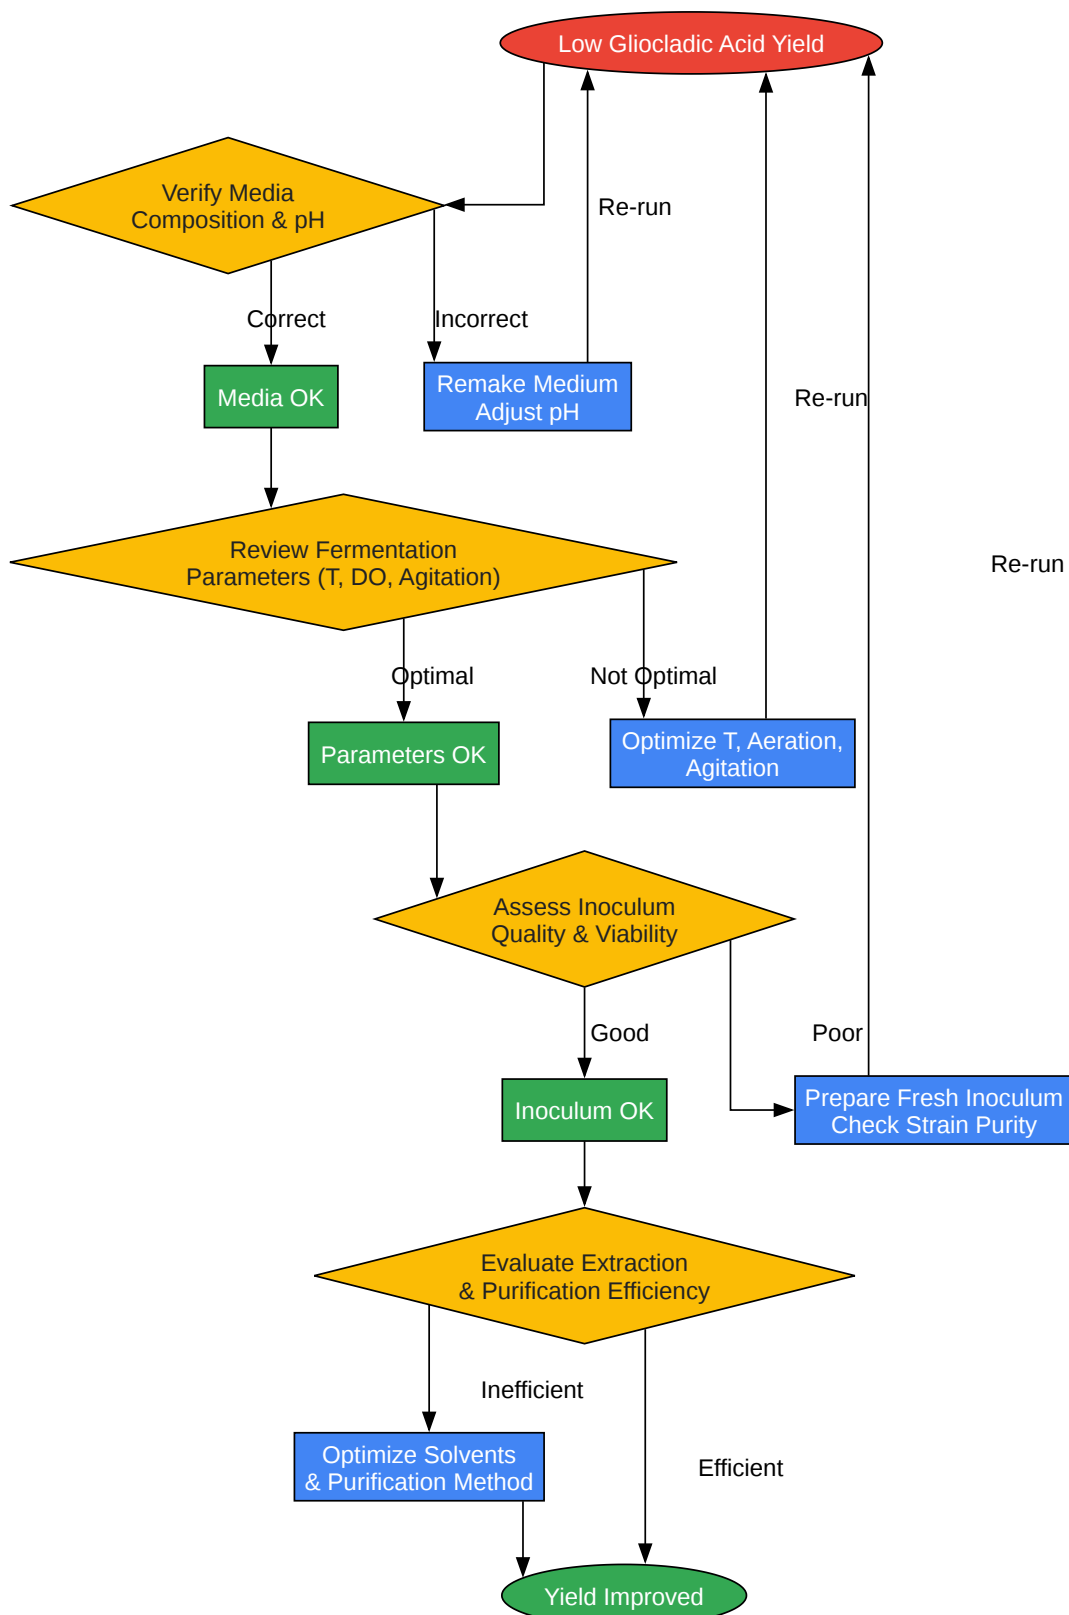 Low Gliocladic Acid Yield
Verify Media
Composition & pH
Re-run
Correct
Incorrect
Media OK
Remake Medium
Adjust pH
Re-run
Review Fermentation
Parameters (T, DO, Agitation)
Re-run
Optimal
Not Optimal
Parameters OK
Optimize T, Aeration,
Agitation
Assess Inoculum
Quality & Viability
Good
Poor
Inoculum OK
Prepare Fresh Inoculum
Check Strain Purity
Evaluate Extraction
& Purification Efficiency
Inefficient
Optimize Solvents
& Purification Method
Efficient
Yield Improved